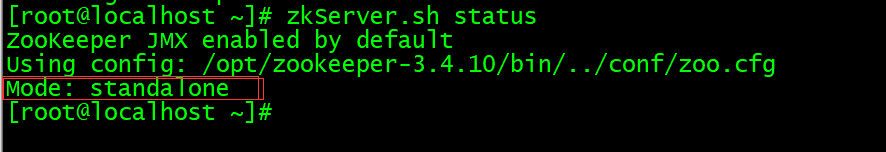 [root@localhost ~]# zkServer.sh status
ZooKeeper JMX enabled by default
Using config: /opt/zookeeper-3.4.10/bin/../conf/zoo.cfg
Mode: standalone
[root@localhost ~]#